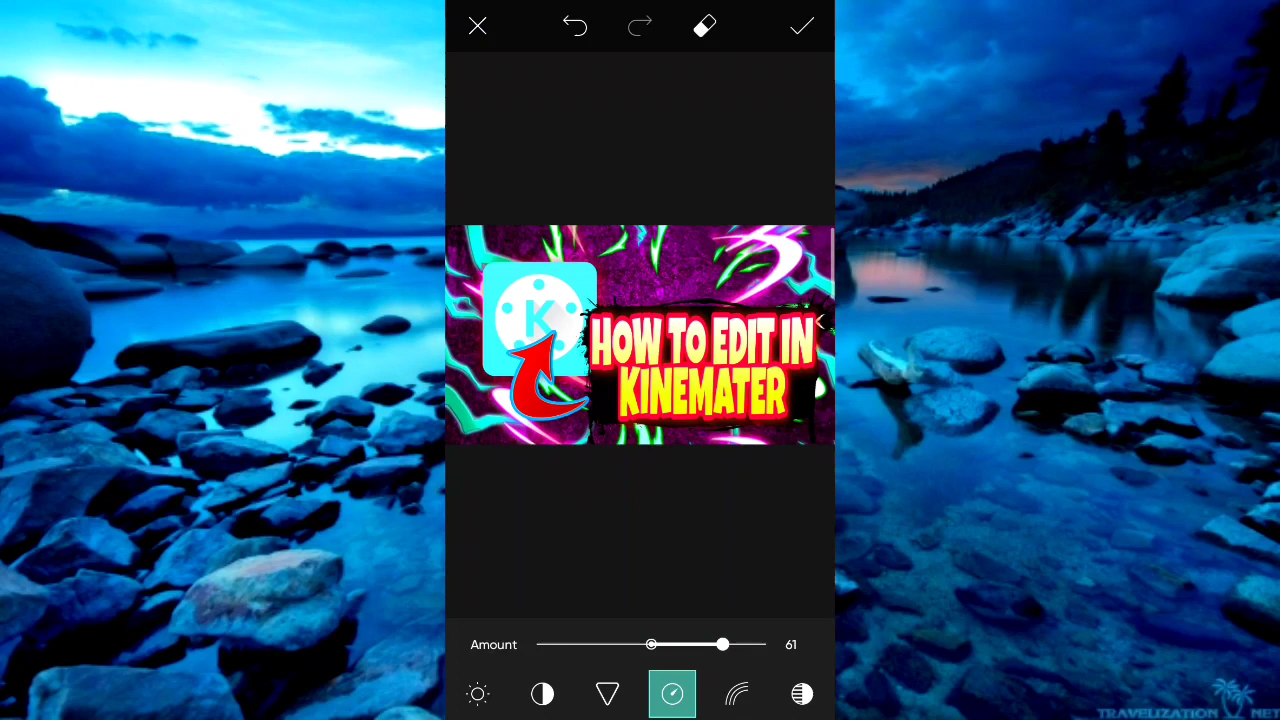 K
HOW TO EDIT IN
KINEMATER
Amount
61
TRAVELIZATION.NET